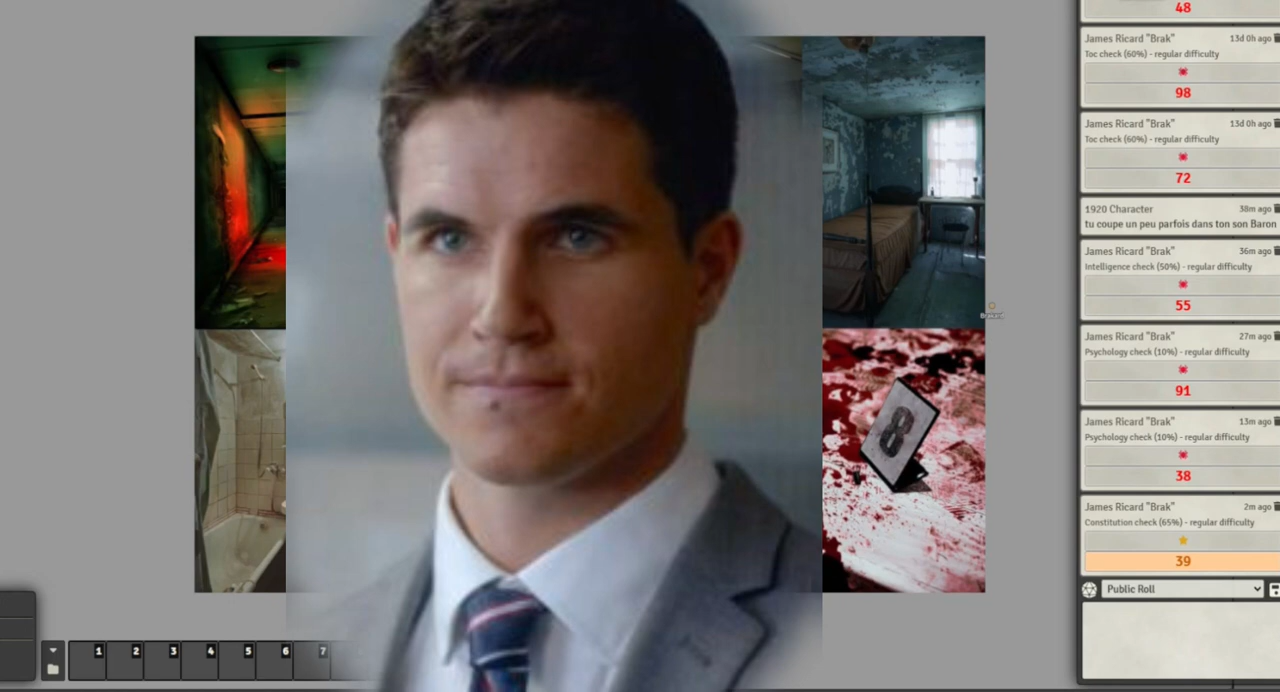 48
James Ricard "Brak"
13d 0h ago
Toc check (60%) - regular difficulty
98
James Ricard "Brak"
13d 0h ago
Toc check (60%) - regular difficulty
72
1920 Character
38m ago
tu coupe un peu parfois dans ton son Baron
James Ricard "Brak"
36m ago
Intelligence check (50%) - regular difficulty
55
James Ricard "Brak"
27m ago
Psychology check (10%) - regular difficulty
91
James Ricard "Brak"
13m ago
Psychology check (10%) - regular difficulty
38
James Ricard "Brak"
2m ago
Constitution check (65%) - regular difficulty
39
Public Roll
8
1 2 3 4 5 6 7